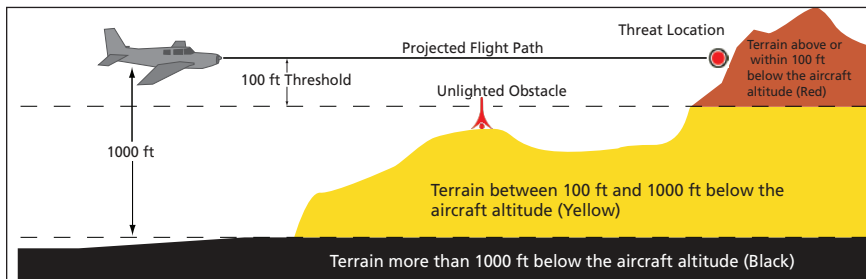 Threat Location
Projected Flight Path
Terrain above or
within 100 ft
below the aircraft
altitude (Red)
100 ft Threshold
Unlighted Obstacle
1000 ft
Terrain between 100 ft and 1000 ft below the
aircraft altitude (Yellow)
Terrain more than 1000 ft below the aircraft altitude (Black)